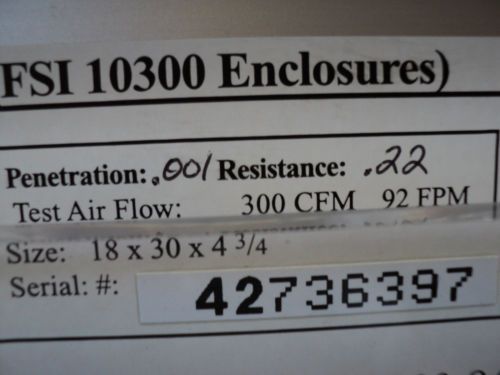 FSI 10300 Enclosures)
Penetration: .001 Resistance: .22
Test Air Flow: 300 CFM 92 FPM
Size: 18 x 30 x 4 3/4
Serial: #: 42736397